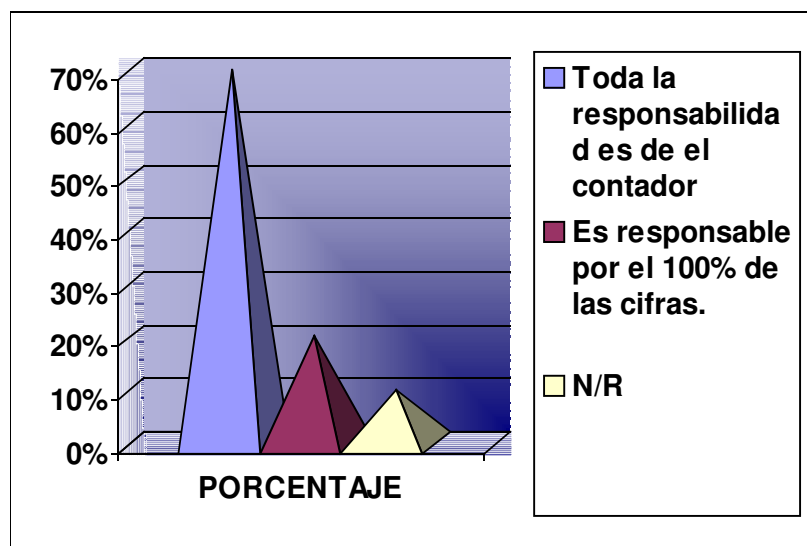 70%
60%
50%
40%
30%
20%
10%
0%
PORCENTAJE
Toda la
responsabilida
d es de el
contador
Es responsable
por el 100% de
las cifras.
N/R